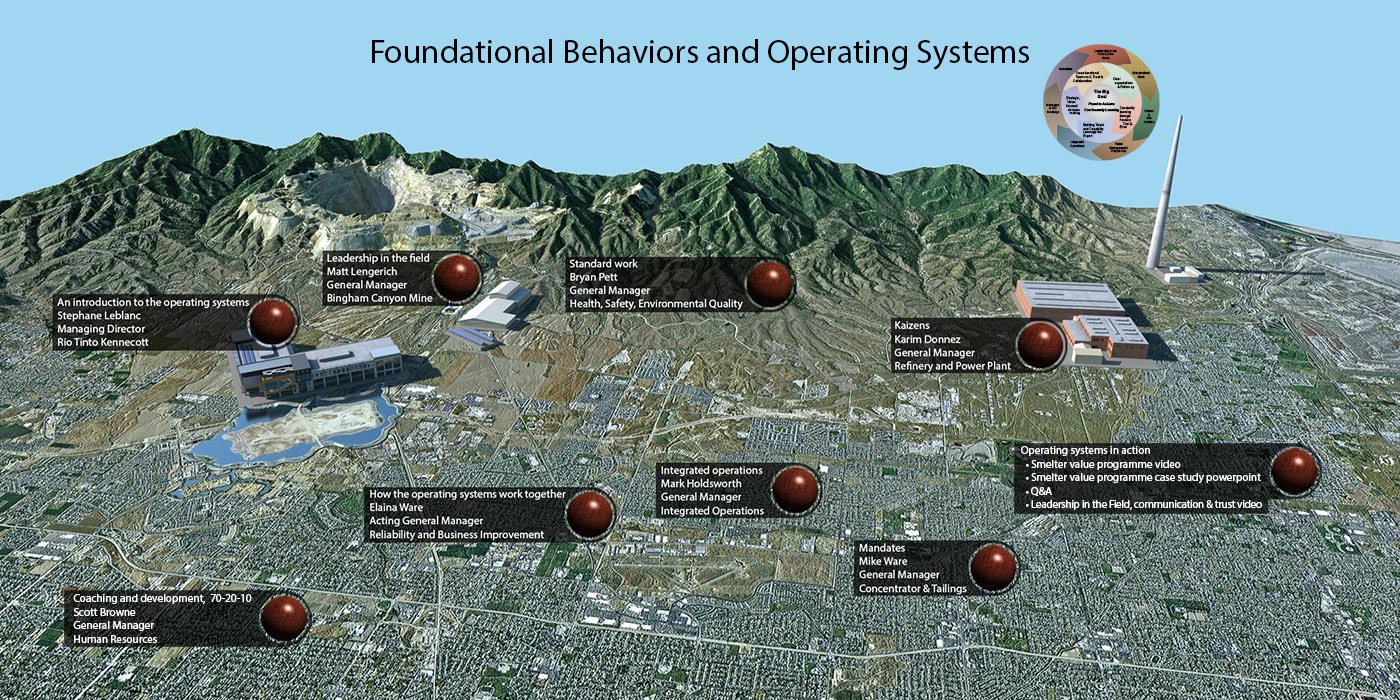 Foundational Behaviors and Operating Systems
The Big
Goal
Leadership in the field
Matt Lengerich
General Manager
Bingham Canyon Mine
Standard work
Bryan Pett
General Manager
Health, Safety, Environmental Quality
An introduction to the operating systems
Stephane Leblanc
Managing Director
Rio Tinto Kennecott
Kaizens
Karim Donnez
General Manager
Refinery and Power Plant
Operating systems in action
• Smelter value programme video
• Smelter value programme case study powerpoint
• Q&A
• Leadership in the Field, communication & trust video
Integrated operations
Mark Holdsworth
General Manager
Integrated Operations
How the operating systems work together
Elaina Ware
Acting General Manager
Reliability and Business Improvement
Mandates
Mike Ware
General Manager
Concentrator & Tailings
Coaching and development, 70-20-10
Scott Browne
General Manager
Human Resources